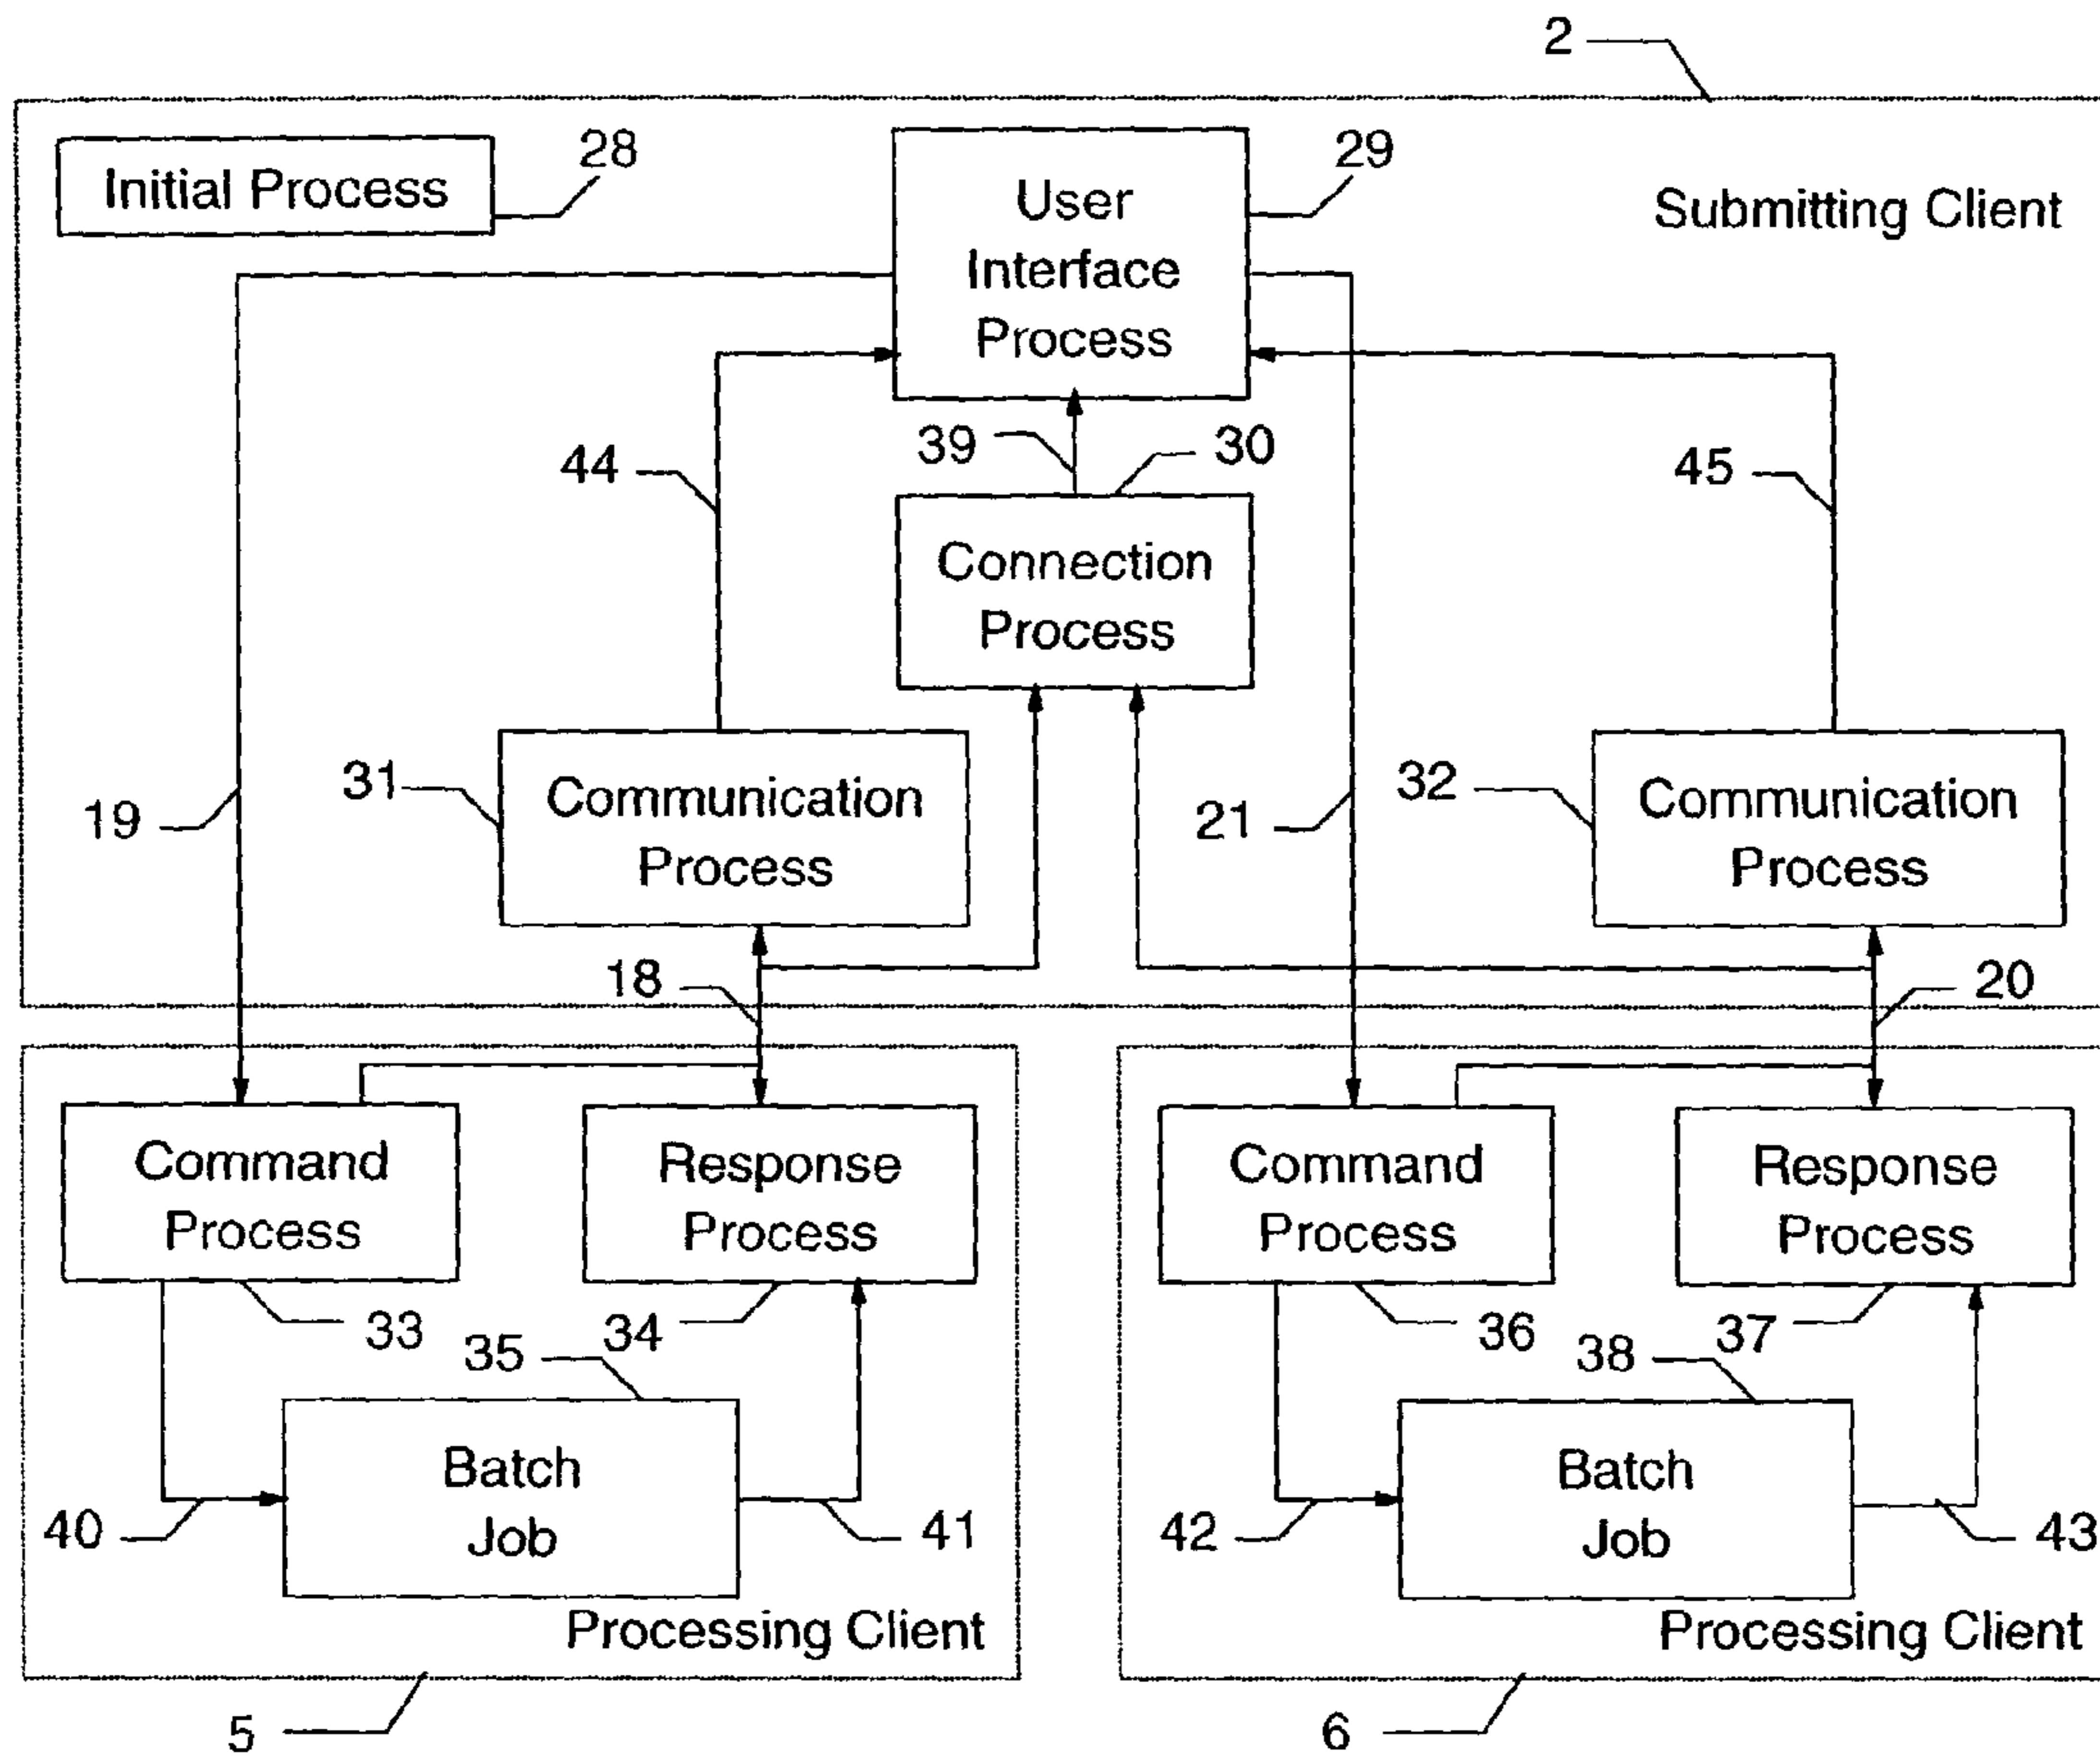 2
Initial Process
28
User
Interface
Process
29
Submitting Client
44
39
30
45
Connection
Process
19
31
Communication
Process
21
32
Communication
Process
18
20
Command
Process
Response
Process
Command
Process
Response
Process
33
34
35
36
37
38
Batch
Job
Batch
Job
40
41
42
43
Processing Client
Processing Client
5
6